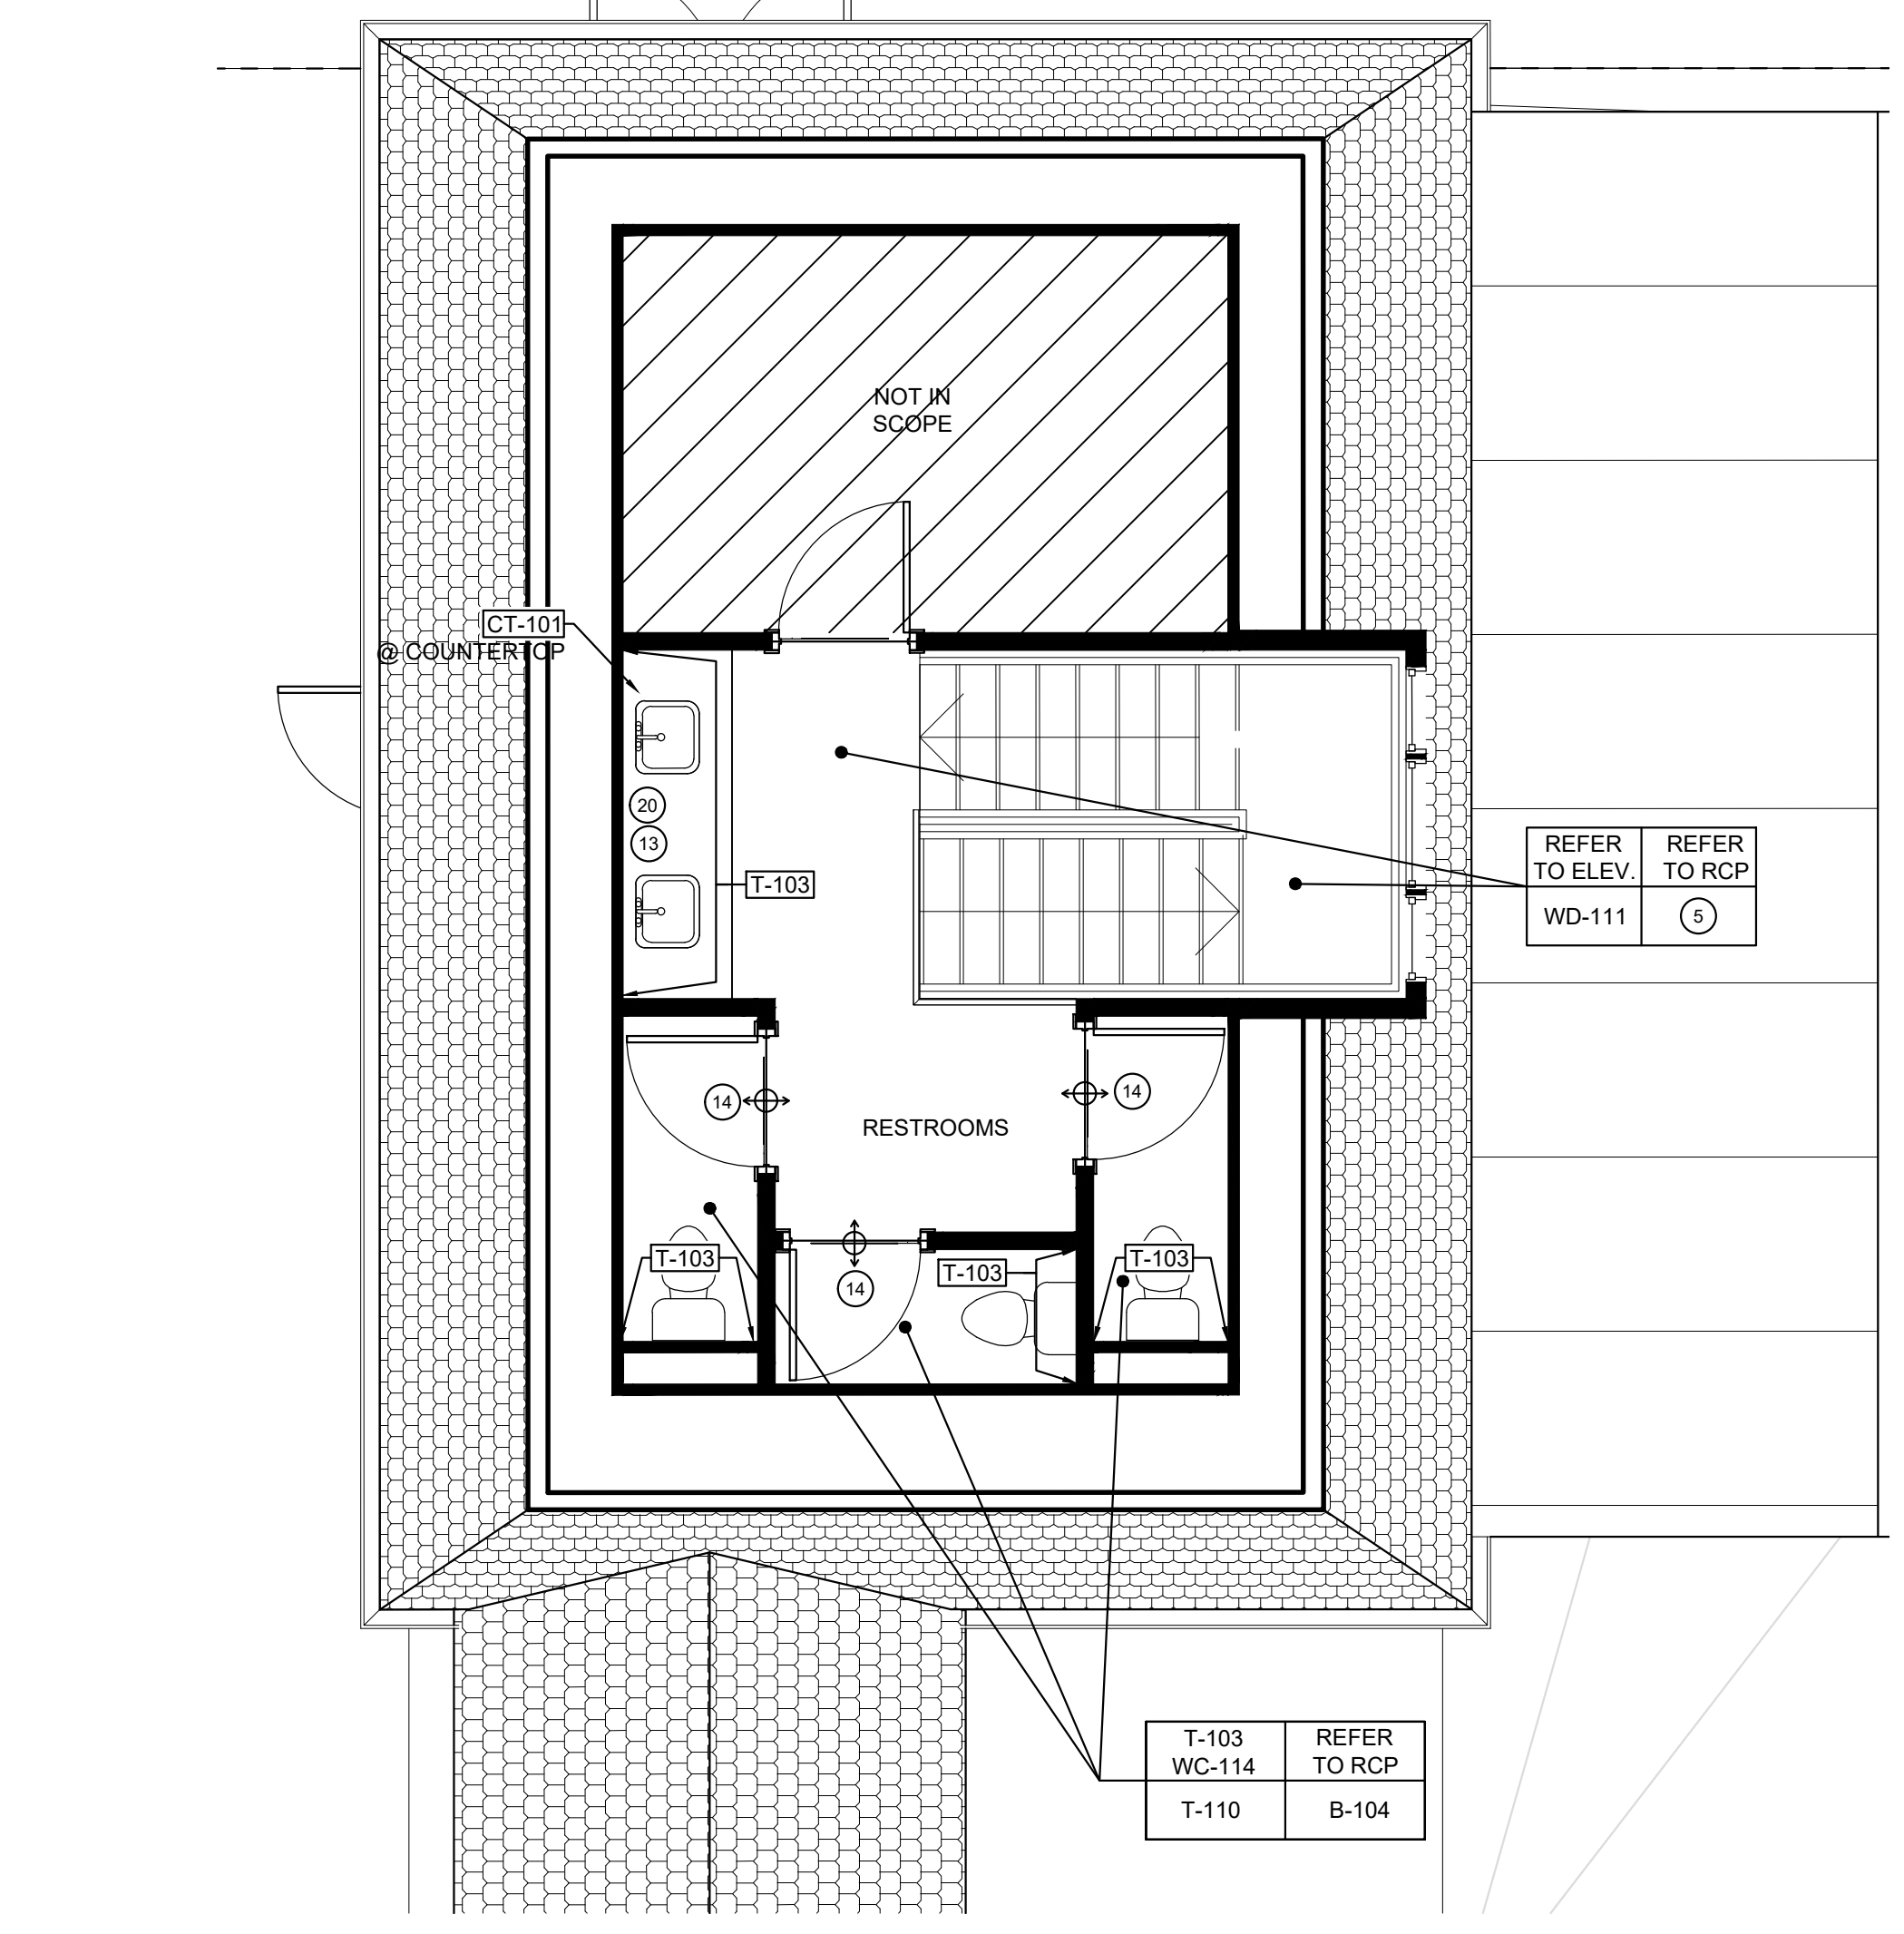 NOT IN
SCOPE
CT-101
@ COUNTERTOP
20
13
T-103
REFER
TO ELEV.
REFER
TO RCP
WD-111
5
14
14
RESTROOMS
T-103
T-103
T-103
14
T-103
WC-114
REFER
TO RCP
T-110
B-104